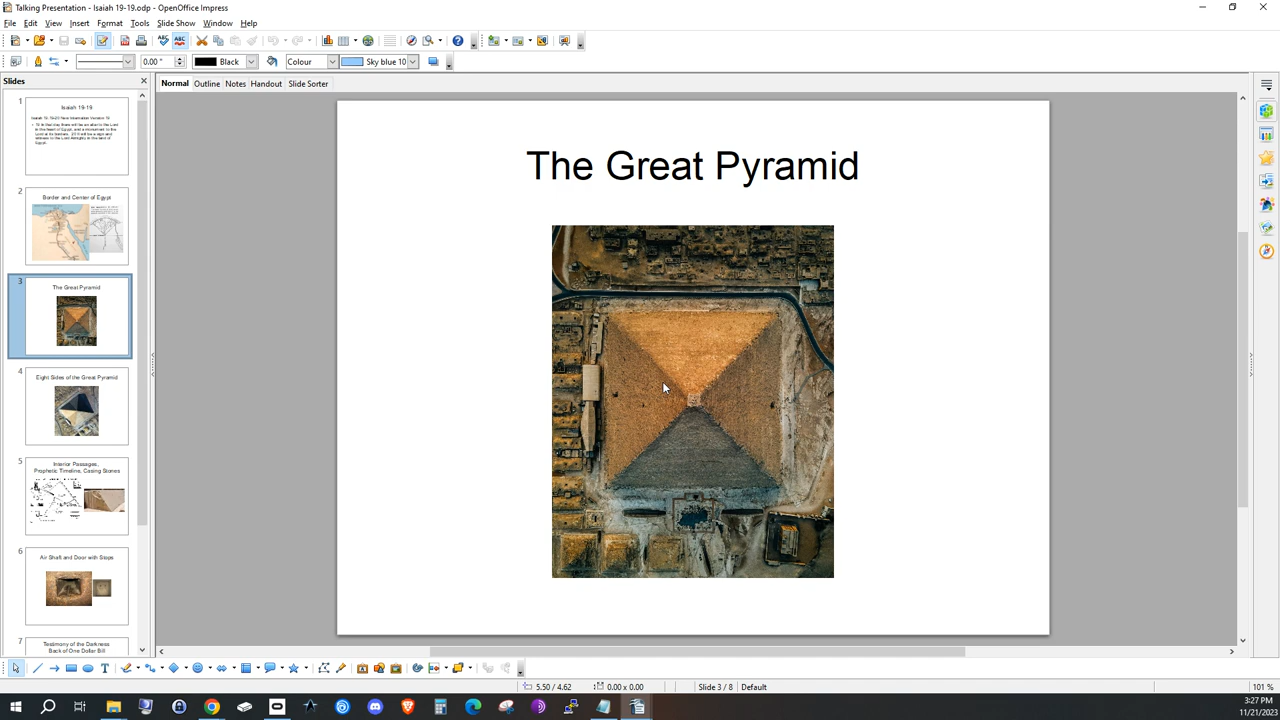 Talking Presentation - Isaiah 19-19.odp - OpenOffice Impress
File Edit View Insert Format Tools Slide Show Window Help
0.00 "
Black
Colour
Sky blue 10
Slides
Normal Outline Notes Handout Slide Sorter
1
Isaiah 19-19
2
Border and Center of Egypt
3
The Great Pyramid
4
Eight Sides of the Great Pyramid
5
Interior Passages,
Prophetic Timeline, Casing Stones
6
Air Shaft and Door with Stops
7
Testimony of the Darkness
Back of One Dollar Bill
The Great Pyramid
5.50 / 4.62
0.00 x 0.00
Slide 3 / 8
Default
101 %
3:27 PM
11/21/2023